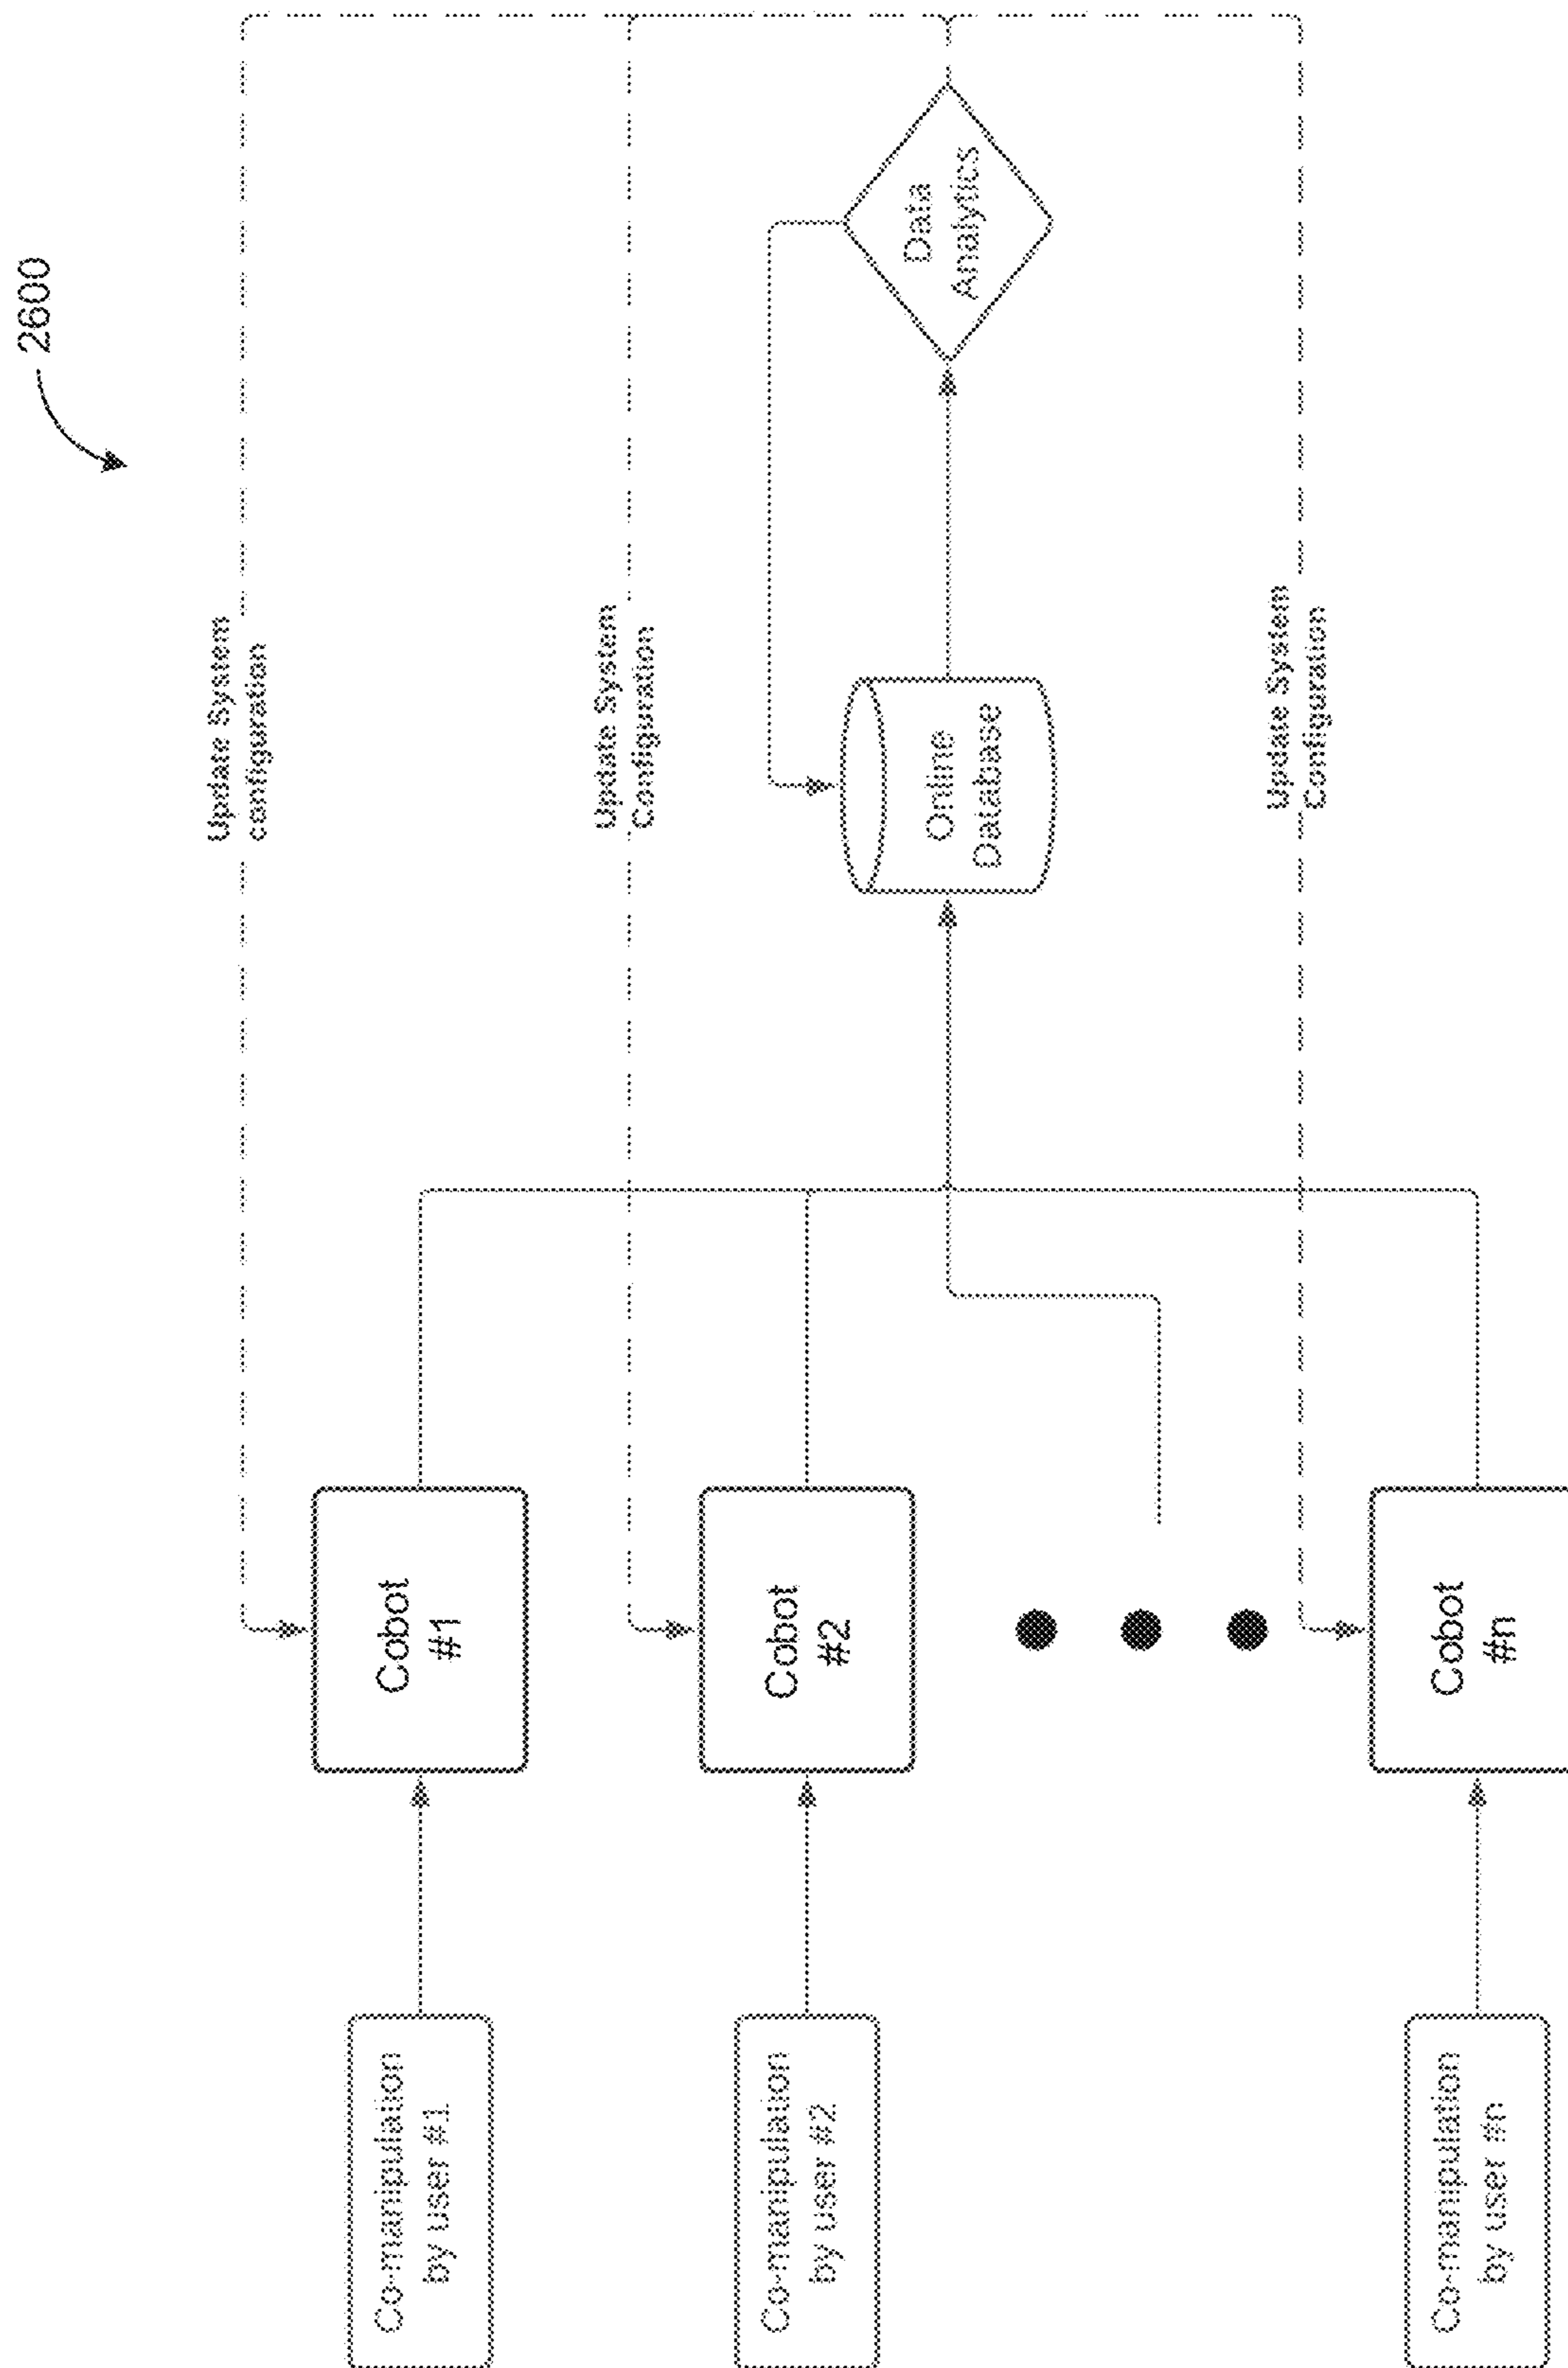 2600
Update System
configuration
Update System
Configuration
Update System
Configuration
Co-manipulation
by user #1
Cobot
#1
Co-manipulation
by user #2
Cobot
#2
Online
Database
Data
Analytics
Co-manipulation
by user #n
Cobot
#n